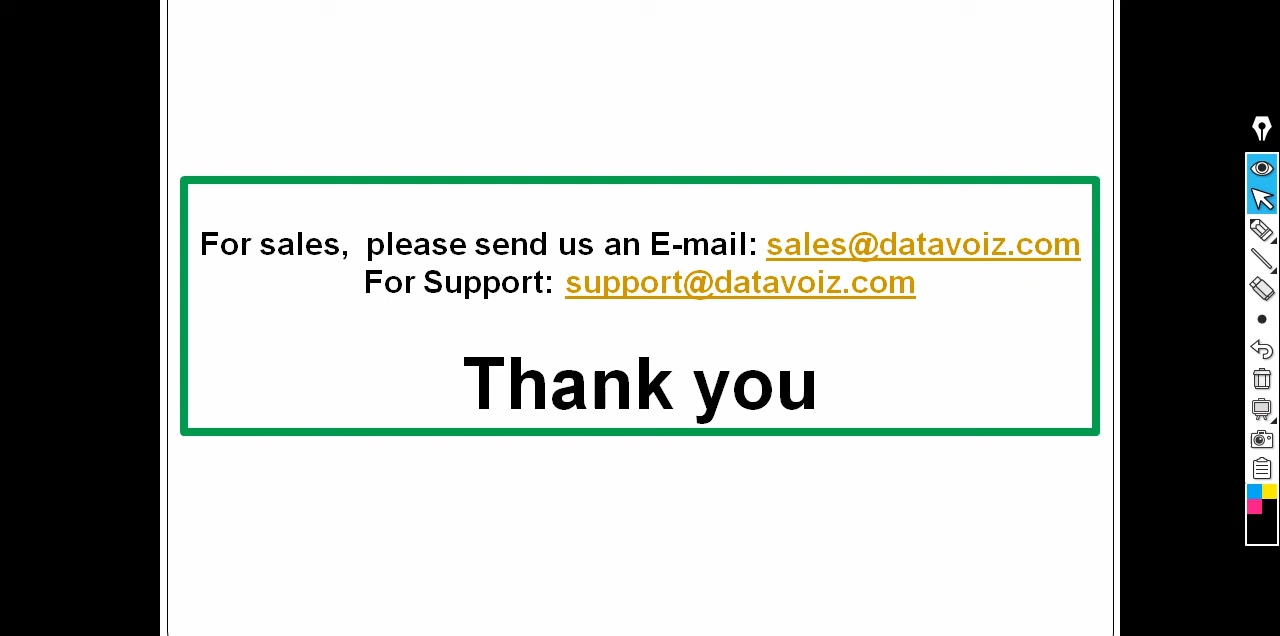 For sales,  please send us an E-mail: sales@datavoiz.com
For Support: support@datavoiz.com
Thank you